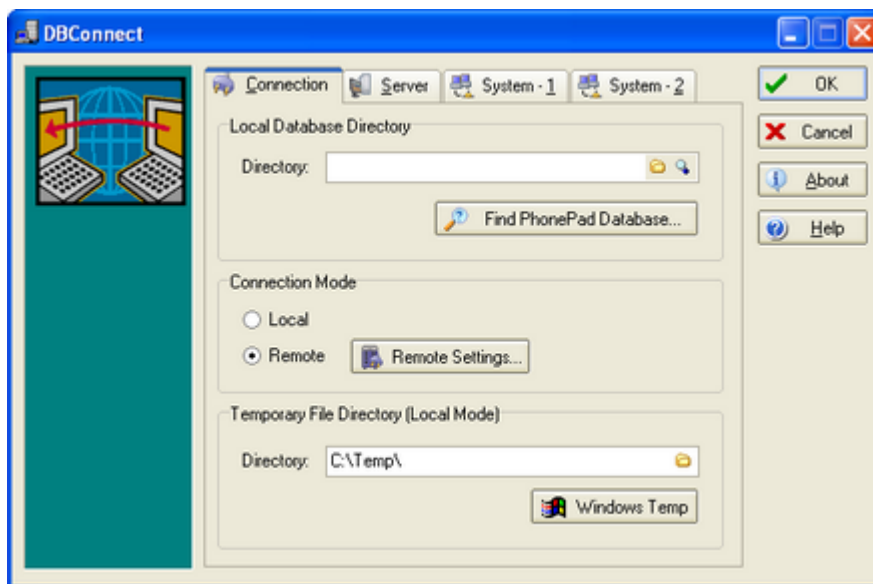 DBConnect
Connection
Server
System - 1
System - 2
OK
Cancel
About
Help
Local Database Directory
Directory:
Find PhonePad Database...
Connection Mode
Local
Remote
Remote Settings...
Temporary File Directory (Local Mode)
Directory: C:\Temp\
Windows Temp